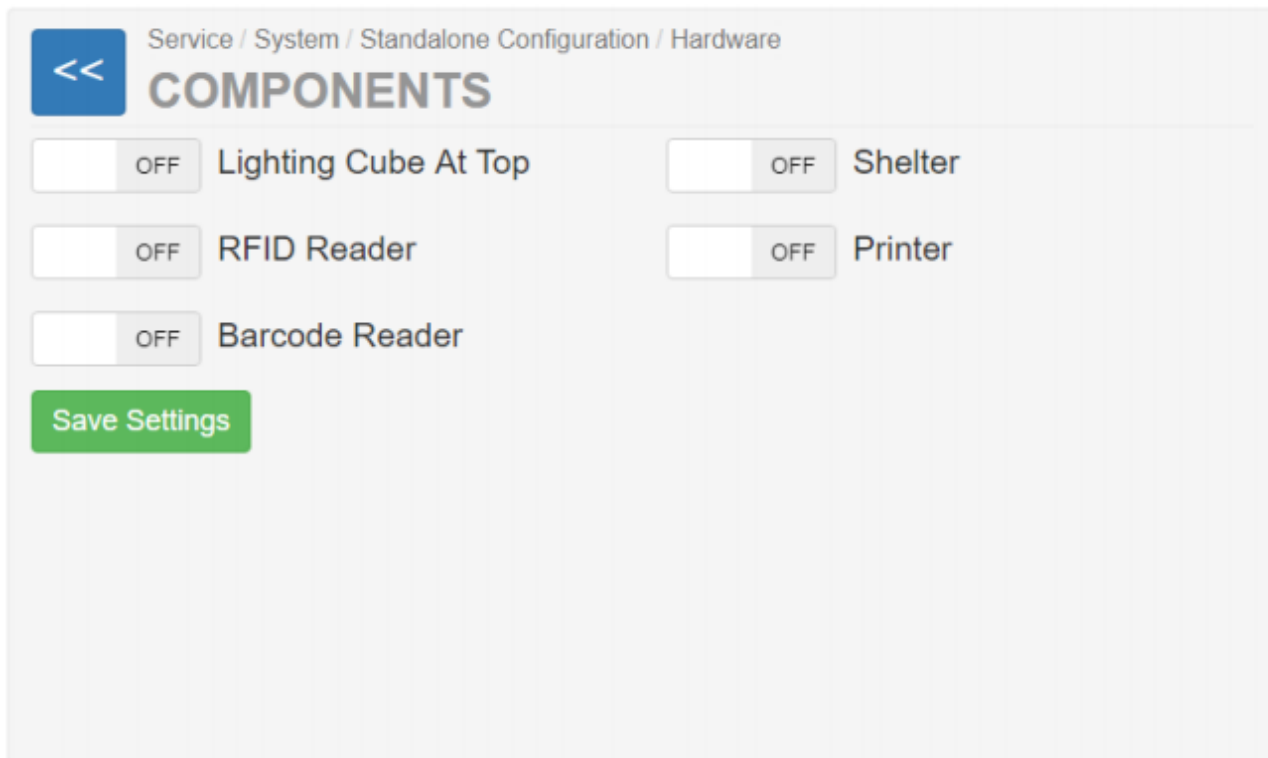 <<
Service / System / Standalone Configuration / Hardware
COMPONENTS
OFF Lighting Cube At Top
OFF Shelter
OFF RFID Reader
OFF Printer
OFF Barcode Reader
Save Settings